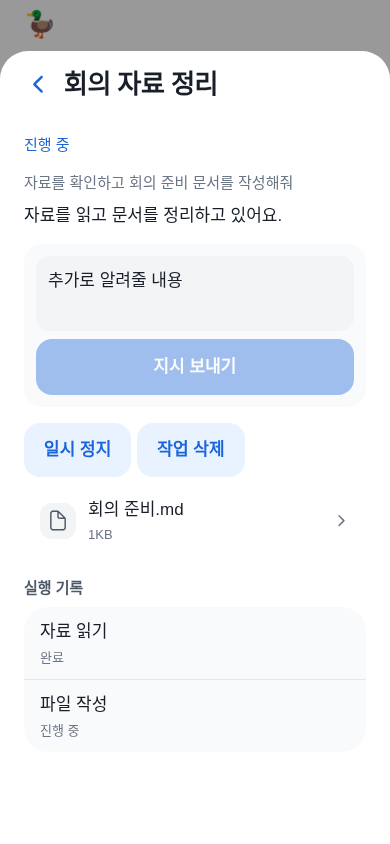 회의 자료 정리
진행 중
자료를 확인하고 회의 준비 문서를 작성해줘
자료를 읽고 문서를 정리하고 있어요.
추가로 알려줄 내용
지시 보내기
일시 정지
작업 삭제
회의 준비.md
1KB
실행 기록
자료 읽기
완료
파일 작성
진행 중